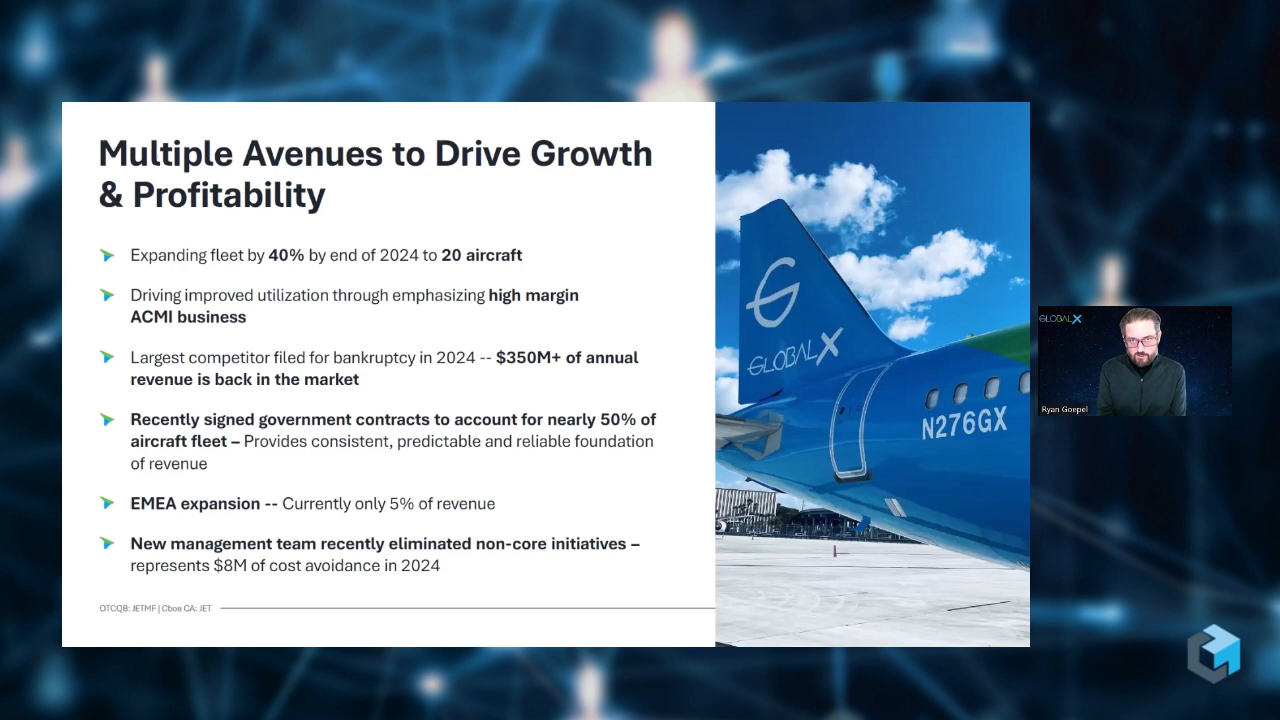 Multiple Avenues to Drive Growth
& Profitability
Expanding fleet by 40% by end of 2024 to 20 aircraft
Driving improved utilization through emphasizing high margin
ACMI business
Largest competitor filed for bankruptcy in 2024 -- $350M+ of annual
revenue is back in the market
Recently signed government contracts to account for nearly 50% of
aircraft fleet – Provides consistent, predictable and reliable foundation
of revenue
EMEA expansion -- Currently only 5% of revenue
New management team recently eliminated non-core initiatives –
represents $8M of cost avoidance in 2024
OTCQB: JETMF | Cboe CA: JET
G
GLOBALX
N276GX
GLOBALX
Ryan Goepel